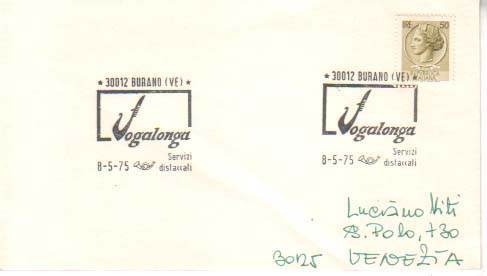 50
★ 30012 BURANO (VE) ★
Vogalonga
Servizi
8-5-75 distaccati
★ 30012 BURANO (VE) ★
Vogalonga
Servizi
8-5-75 distaccati
Luciano
S. Polo, 730
30125 VENEZIA